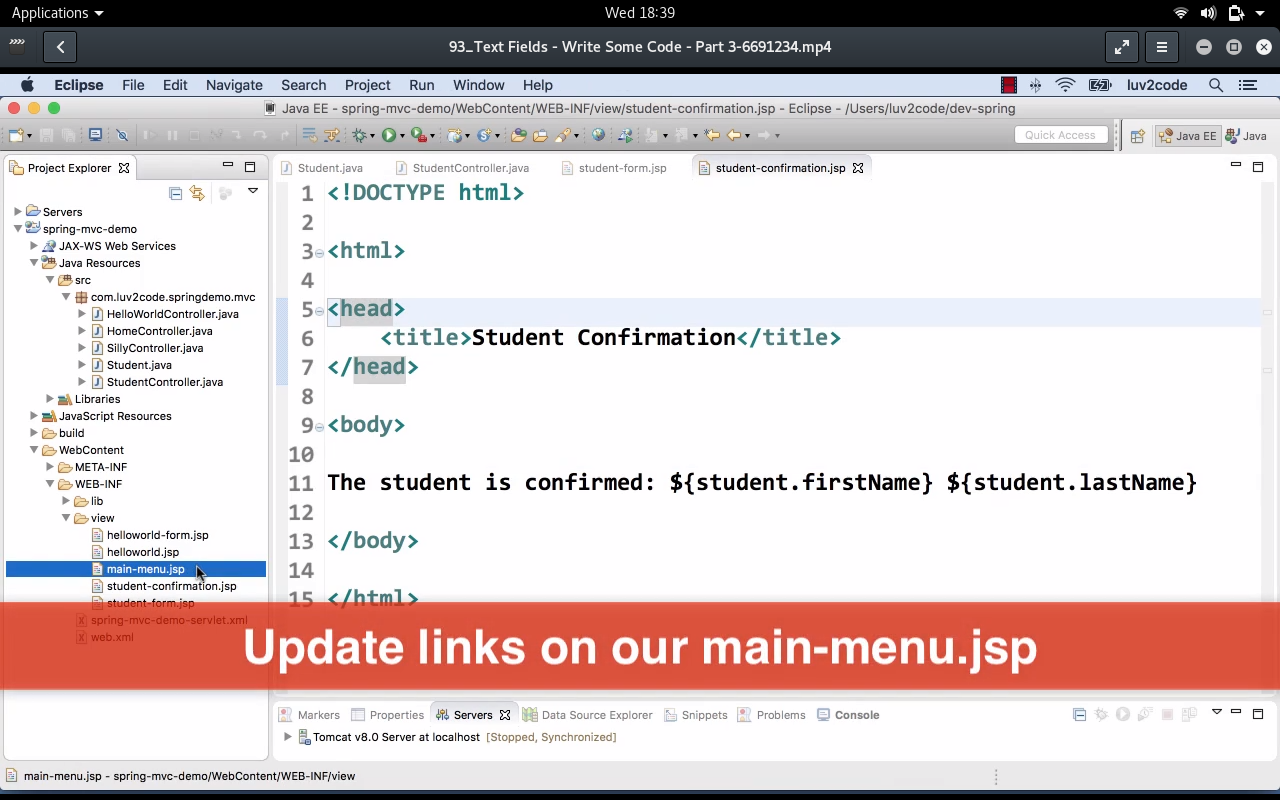 Applications
Wed 18:39
93_Text Fields - Write Some Code - Part 3-6691234.mp4
Eclipse File Edit Navigate Search Project Run Window Help
luv2code
Java EE - spring-mvc-demo/WebContent/WEB-INF/view/student-confirmation.jsp - Eclipse - /Users/luv2code/dev-spring
Quick Access
Java EE
Java
Project Explorer
Servers
spring-mvc-demo
JAX-WS Web Services
Java Resources
src
com.luv2code.springdemo.mvc
HelloWorldController.java
HomeController.java
SillyController.java
Student.java
StudentController.java
Libraries
JavaScript Resources
build
WebContent
META-INF
WEB-INF
lib
view
helloworld-form.jsp
helloworld.jsp
main-menu.jsp
student-confirmation.jsp
student-form.jsp
spring-mvc-demo-servlet.xml
web.xml
Student.java
StudentController.java
student-form.jsp
student-confirmation.jsp
1 <!DOCTYPE html>
2
3 <html>
4
5 <head>
6 <title>Student Confirmation</title>
7 </head>
8
9 <body>
10
11 The student is confirmed: ${student.firstName} ${student.lastName}
12
13 </body>
14
15 </html>
Update links on our main-menu.jsp
Markers
Properties
Servers
Data Source Explorer
Snippets
Problems
Console
Tomcat v8.0 Server at localhost [Stopped, Synchronized]
main-menu.jsp - spring-mvc-demo/WebContent/WEB-INF/view